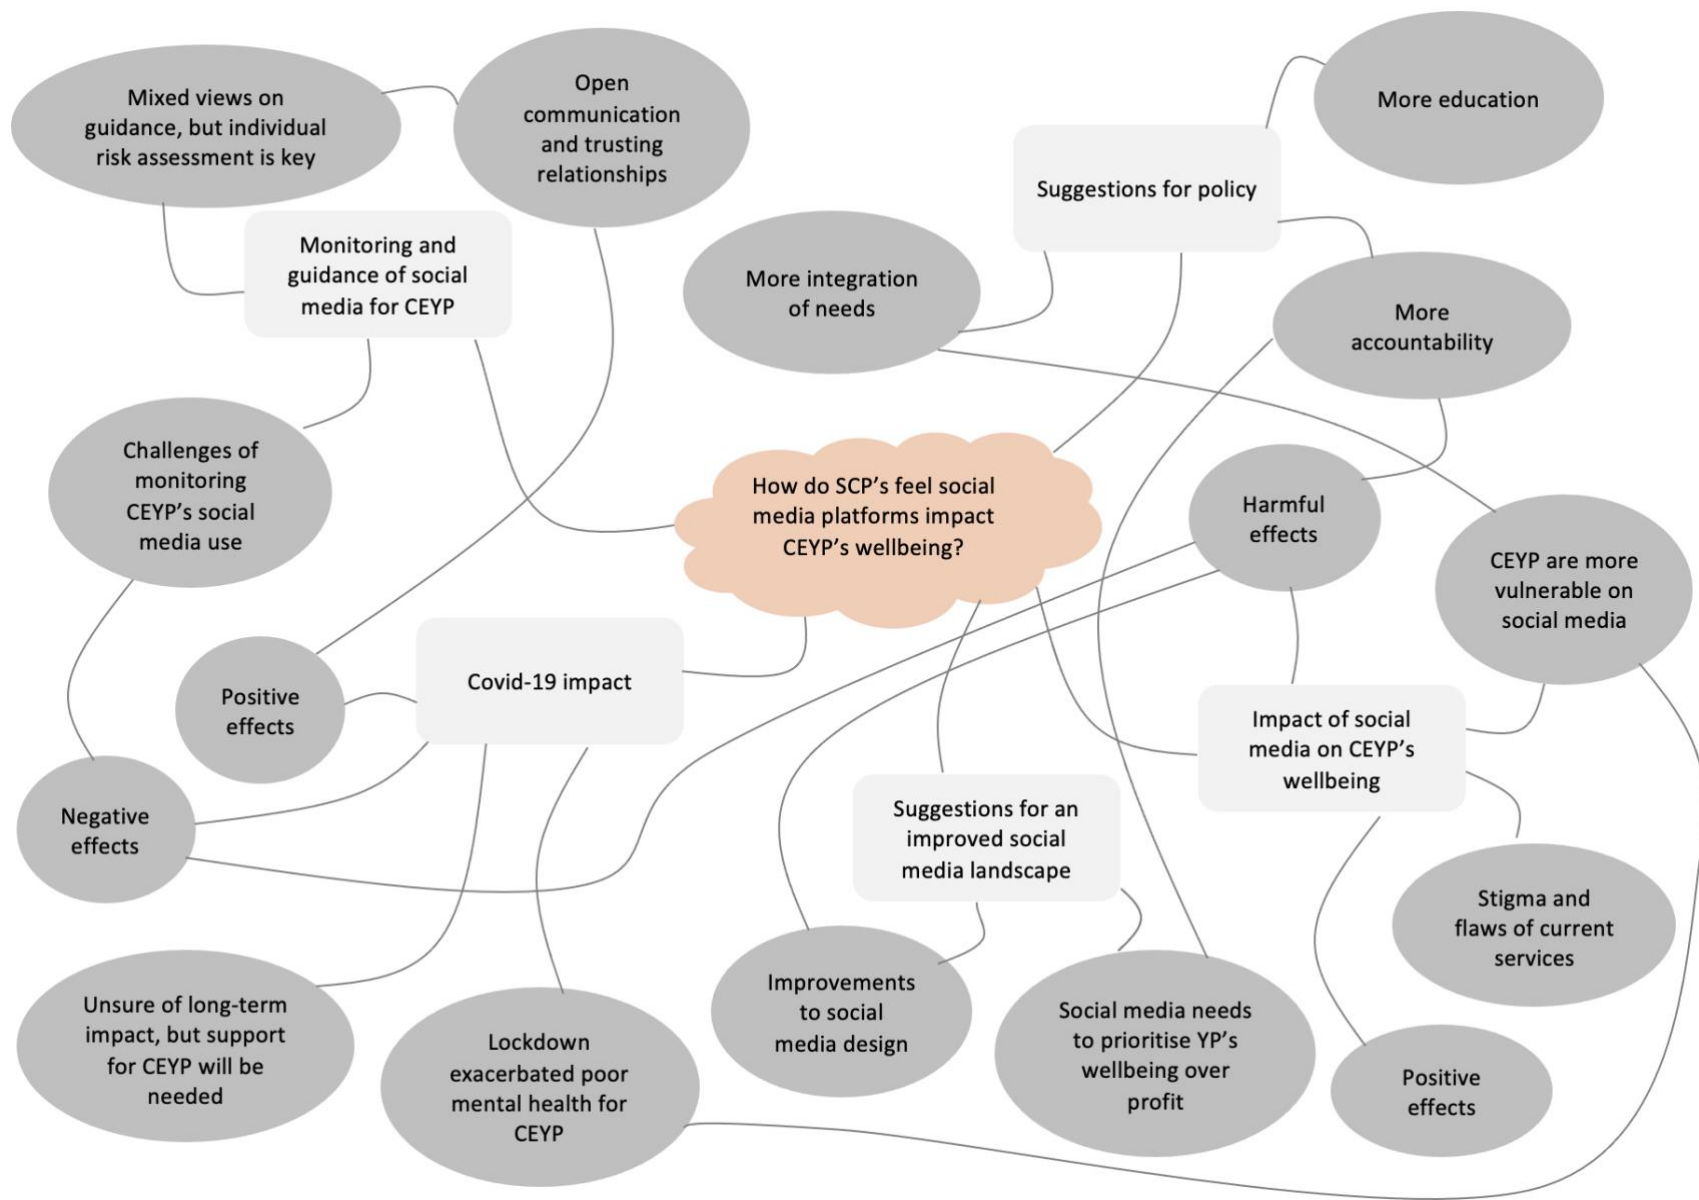 Mixed views on
guidance, but individual
risk assessment is key
Open
communication
and trusting
relationships
More education
Suggestions for policy
Monitoring and
guidance of social
media for CEYP
More integration
of needs
More
accountability
Challenges of
monitoring
CEYP’s social
media use
How do SCP’s feel social
media platforms impact
CEYP’s wellbeing?
Harmful
effects
CEYP are more
vulnerable on
social media
Positive
effects
Covid-19 impact
Impact of social
media on CEYP’s
wellbeing
Negative
effects
Suggestions for an
improved social
media landscape
Stigma and
flaws of current
services
Unsure of long-term
impact, but support
for CEYP will be
needed
Lockdown
exacerbated poor
mental health for
CEYP
Improvements
to social
media design
Social media needs
to prioritise YP’s
wellbeing over
profit
Positive
effects